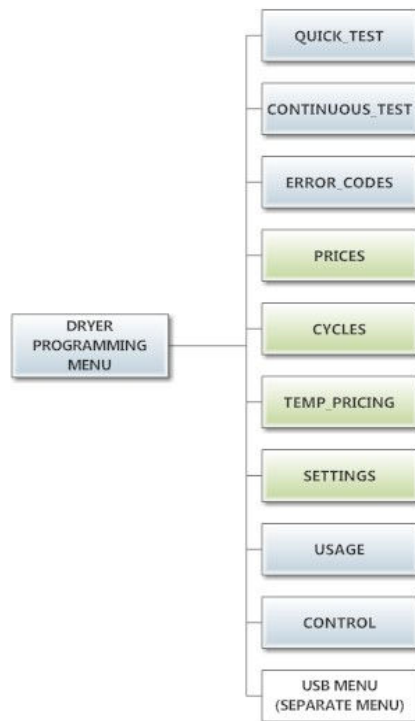 QUICK_TEST
CONTINUOUS_TEST
ERROR_CODES
PRICES
CYCLES
DRYER
PROGRAMMING
MENU
TEMP_PRICING
SETTINGS
USAGE
CONTROL
USB MENU
(SEPARATE MENU)